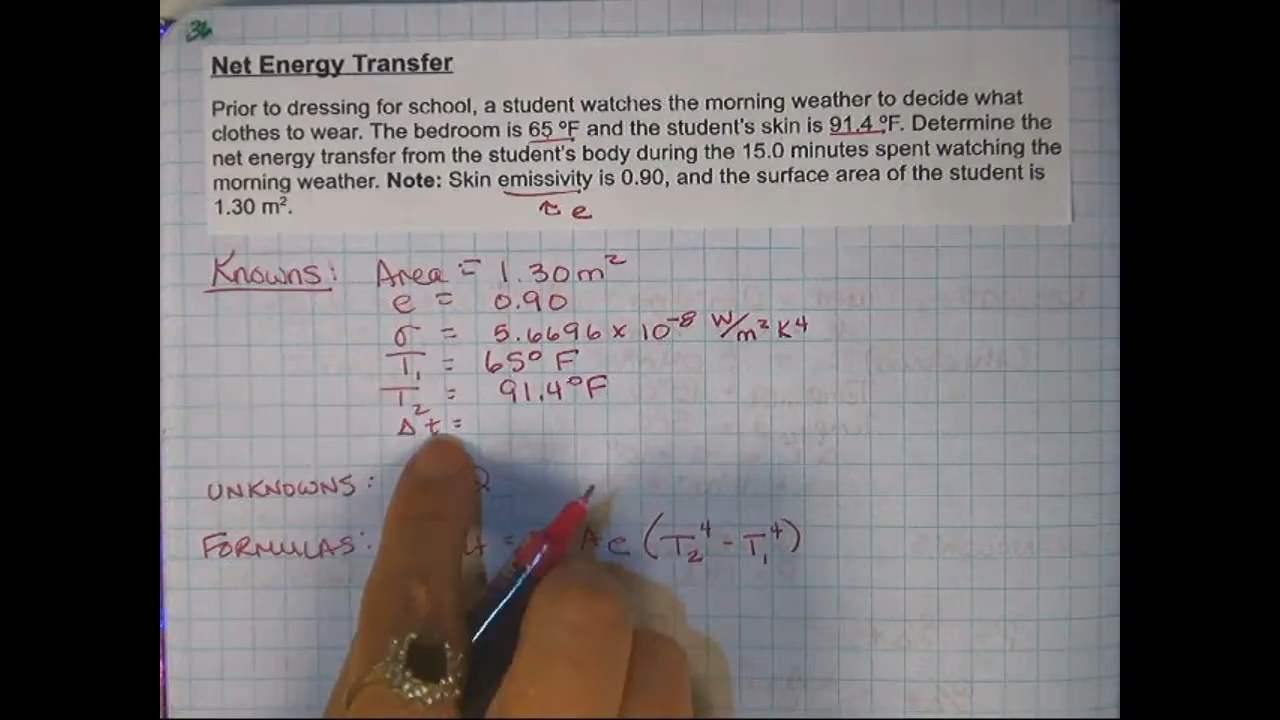 36
Net Energy Transfer
Prior to dressing for school, a student watches the morning weather to decide what
clothes to wear. The bedroom is 65 ºF and the student's skin is 91.4 ºF. Determine the
net energy transfer from the student's body during the 15.0 minutes spent watching the
morning weather. Note: Skin emissivity is 0.90, and the surface area of the student is
1.30 m².
e
Knowns: Area = 1.30 m²
e = 0.90
σ = 5.6696 × 10⁻⁸ W/m² K⁴
T₁ = 65° F
T₂ = 91.4°F
Δt =
UNKNOWNS:
FORMULAS: = A e (T₂⁴ - T₁⁴)